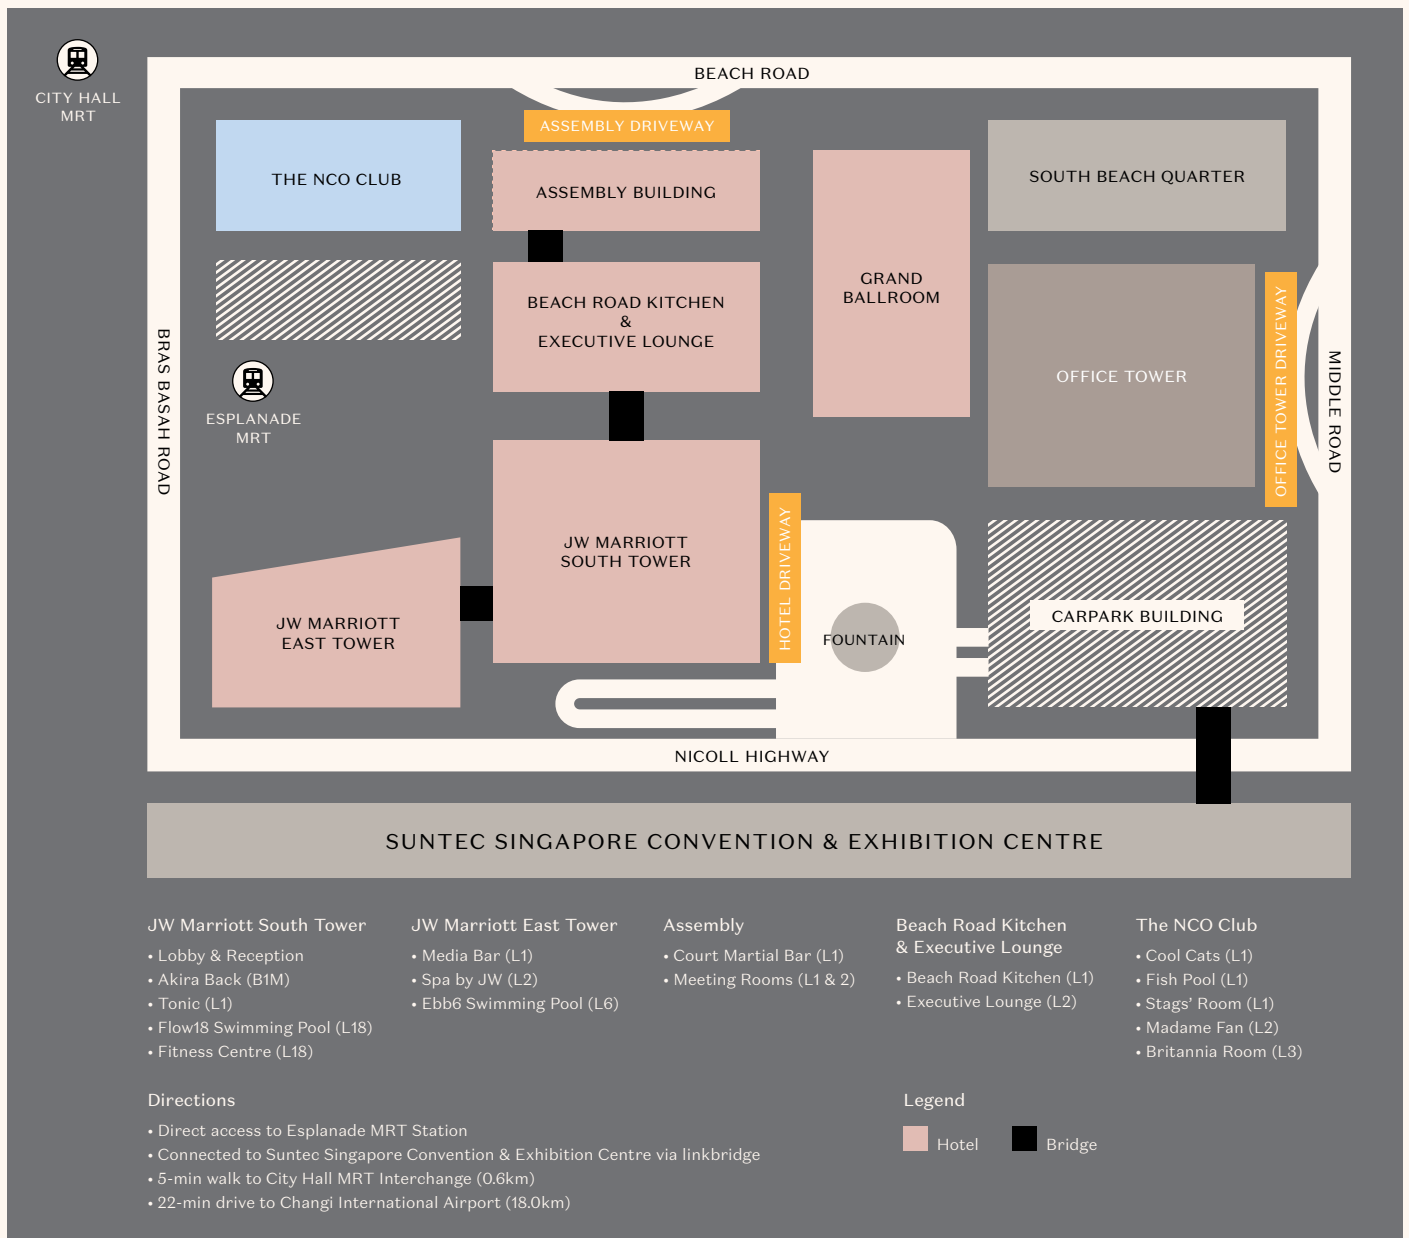 CITY HALL
MRT
BEACH ROAD
ASSEMBLY DRIVEWAY
THE NCO CLUB
ASSEMBLY BUILDING
SOUTH BEACH QUARTER
GRAND
BALLROOM
BEACH ROAD KITCHEN
&
EXECUTIVE LOUNGE
OFFICE TOWER
OFFICE TOWER DRIVEWAY
MIDDLE ROAD
BRAS BASAH ROAD
ESPLANADE
MRT
JW MARRIOTT
SOUTH TOWER
HOTEL DRIVEWAY
JW MARRIOTT
EAST TOWER
FOUNTAIN
CARPARK BUILDING
NICOLL HIGHWAY
SUNTEC SINGAPORE CONVENTION & EXHIBITION CENTRE
JW Marriott South Tower
• Lobby & Reception
• Akira Back (B1M)
• Tonic (L1)
• Flow18 Swimming Pool (L18)
• Fitness Centre (L18)
JW Marriott East Tower
• Media Bar (L1)
• Spa by JW (L2)
• Ebb6 Swimming Pool (L6)
Assembly
• Court Martial Bar (L1)
• Meeting Rooms (L1 & 2)
Beach Road Kitchen
& Executive Lounge
• Beach Road Kitchen (L1)
• Executive Lounge (L2)
The NCO Club
• Cool Cats (L1)
• Fish Pool (L1)
• Stags’ Room (L1)
• Madame Fan (L2)
• Britannia Room (L3)
Directions
• Direct access to Esplanade MRT Station
• Connected to Suntec Singapore Convention & Exhibition Centre via linkbridge
• 5-min walk to City Hall MRT Interchange (0.6km)
• 22-min drive to Changi International Airport (18.0km)
Legend
Hotel
Bridge